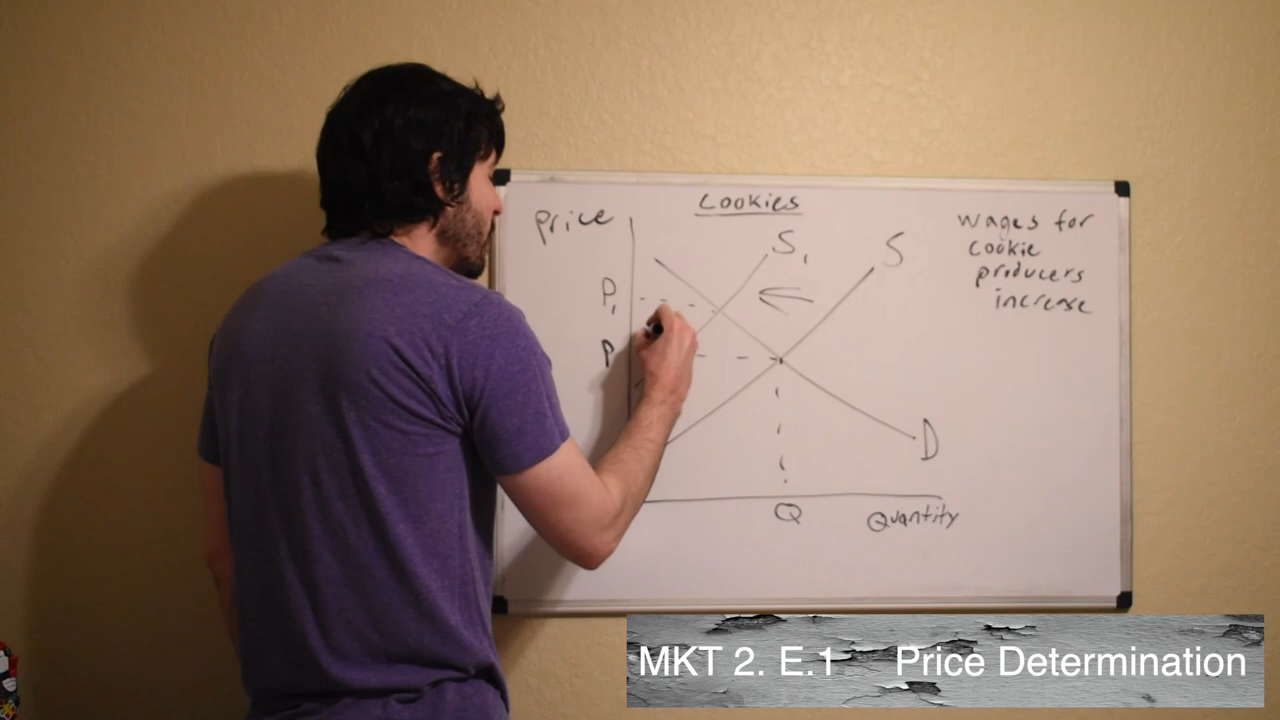 Cookies
Price
S₁
S
P₁
P
D
Q
Quantity
wages for
cookie
producers
increase
MKT 2. E.1 Price Determination